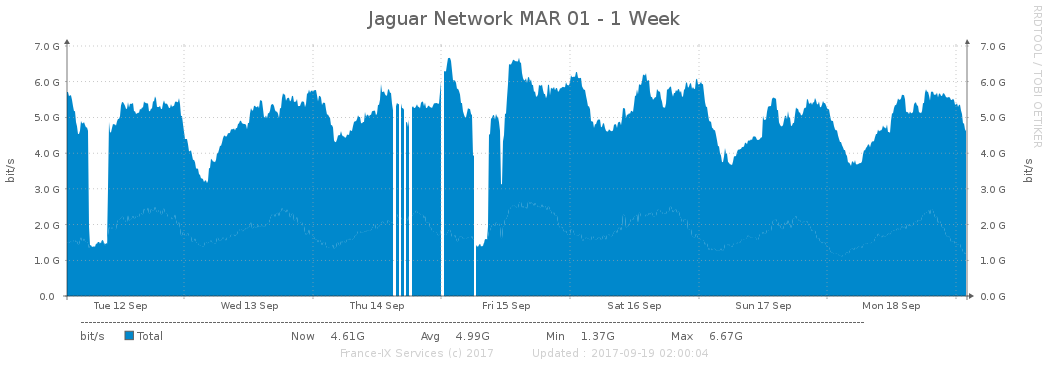 Jaguar Network MAR 01 - 1 Week
RRDTOOL / TOBI OETIKER
7.0 G 7.0 G
6.0 G 6.0 G
5.0 G 5.0 G
4.0 G 4.0 G
3.0 G 3.0 G
2.0 G 2.0 G
1.0 G 1.0 G
0.0 0.0 G
bit/s
bit/s
Tue 12 Sep Wed 13 Sep Thu 14 Sep Fri 15 Sep Sat 16 Sep Sun 17 Sep Mon 18 Sep
bit/s Total Now 4.61G Avg 4.99G Min 1.37G Max 6.67G
France-IX Services (c) 2017 Updated : 2017-09-19 02:00:04